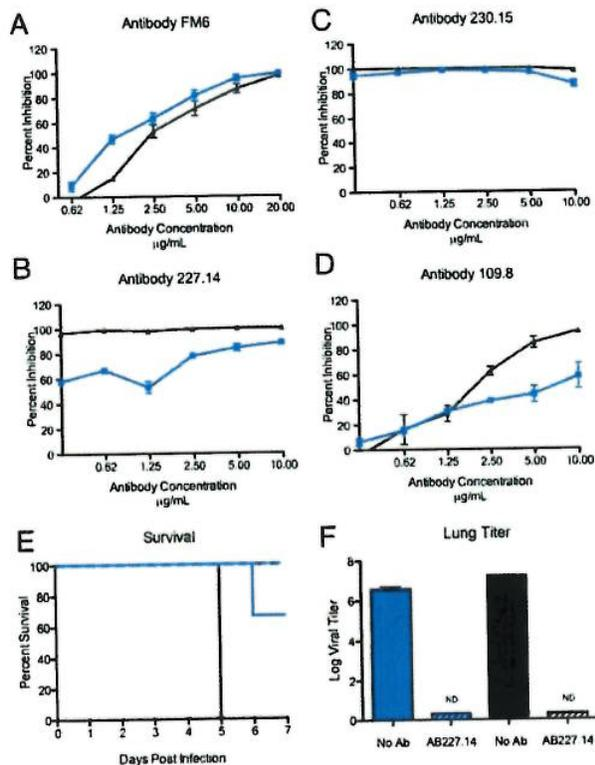 A
Antibody FM6
Percent Inhibition
120
100
80
60
40
20
0
0.62
1.25
2.50
5.00
10.00
20.00
Antibody Concentration
µg/mL
C
Antibody 230.15
Percent Inhibition
120
100
80
60
40
20
0
0.62
1.25
2.50
5.00
10.00
Antibody Concentration
µg/mL
B
Antibody 227.14
Percent Inhibition
120
100
80
60
40
20
0
0.62
1.25
2.50
5.00
10.00
Antibody Concentration
µg/mL
D
Antibody 109.8
Percent Inhibition
120
100
80
60
40
20
0
0.62
1.25
2.50
5.00
10.00
Antibody Concentration
µg/mL
E
Survival
Percent Survival
100
80
60
40
20
0
0
1
2
3
4
5
6
7
Days Post Infection
F
Lung Titer
Log Viral Titer
8
6
4
2
0
ND
ND
No Ab
AB227.14
No Ab
AB227.14